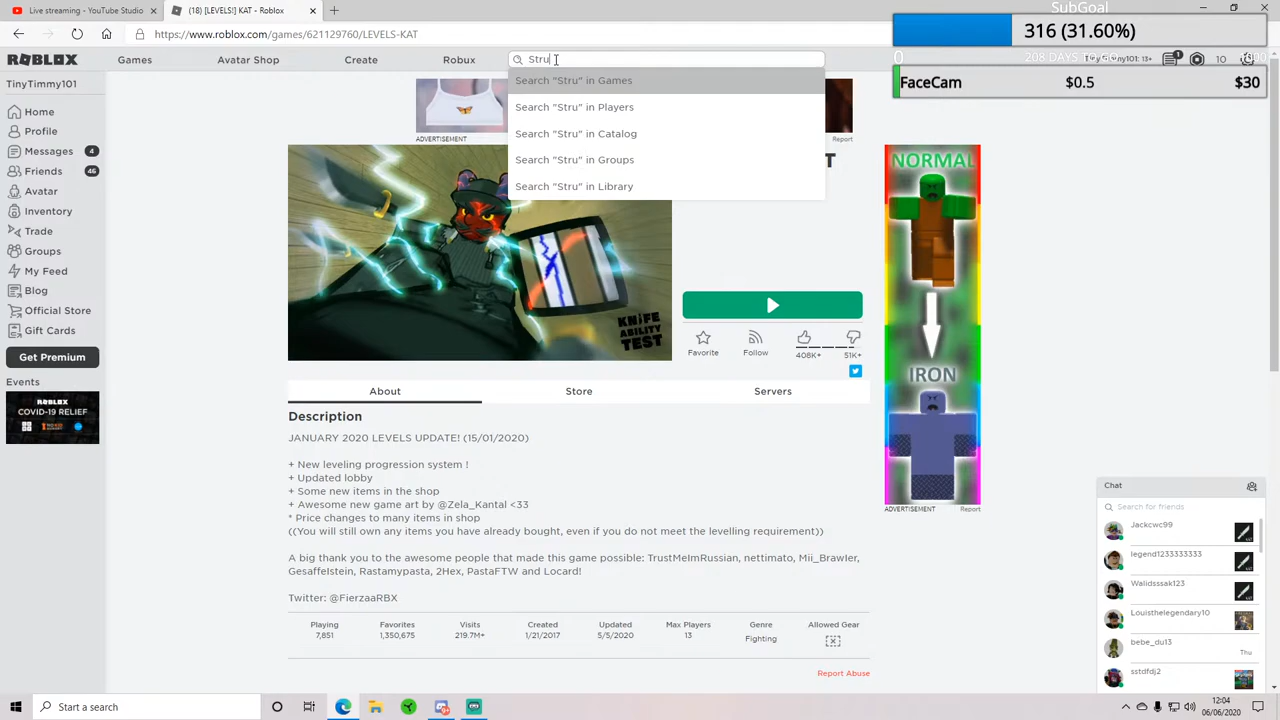 SubGoal
Live streaming - YouTube Studio
(18) [LEVELS!] KAT - Roblox
316 (31.60%)
https://www.roblox.com/games/621129760/LEVELS-KAT
0
208 DAYS TO GO
ROBLOX
Games
Avatar Shop
Create
Robux
Stru
TinyTimmy101: 13+
1
10
FaceCam
$0.5
$30
TinyTimmy101
Search "Stru" in Games
Search "Stru" in Players
Search "Stru" in Catalog
Search "Stru" in Groups
Search "Stru" in Library
ADVERTISEMENT
Report
Home
Profile
Messages
4
Friends
46
Avatar
Inventory
Trade
Groups
My Feed
Blog
Official Store
Gift Cards
Get Premium
Events
ROBLOX
COVID-19 RELIEF
KNIFE
ABILITY
TEST
Favorite
Follow
408K+
51K+
NORMAL
IRON
ADVERTISEMENT
Report
About
Store
Servers
Description
JANUARY 2020 LEVELS UPDATE! (15/01/2020)
+ New leveling progression system !
+ Updated lobby
+ Some new items in the shop
+ Awesome new game art by @Zela_Kantal <33
* Price changes to many items in shop
((You will still own any items you have already bought, even if you do not meet the levelling requirement))
A big thank you to the awesome people that made this game possible: TrustMeImRussian, nettimato, Mii_Brawler,
Gesaffelstein, Rastamypasta, 2Hex, PastaFTW and Locard!
Twitter: @FierzaaRBX
Playing
7,851
Favorites
1,350,675
Visits
219.7M+
Created
1/21/2017
Updated
5/5/2020
Max Players
13
Genre
Fighting
Allowed Gear
Report Abuse
Chat
Search for friends
Jackcwc99
legend1233333333
Walidsssak123
Louisthelegendary10
bebe_du13
Thu
sstdfdj2
Start a search
12:04
06/06/2020